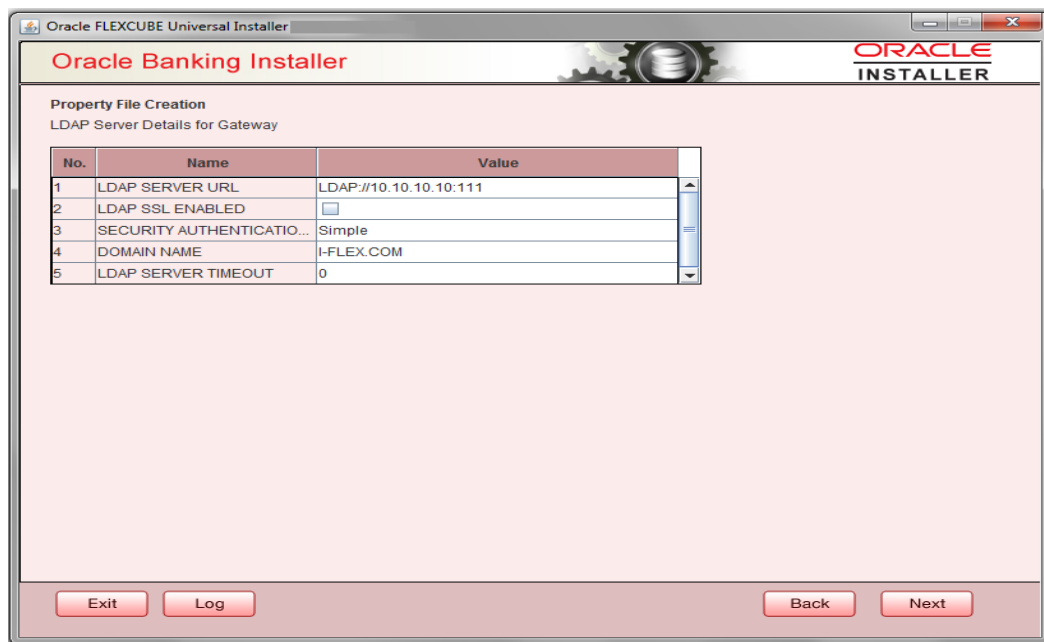 Oracle FLEXCUBE Universal Installer
Oracle Banking Installer
ORACLE
INSTALLER
Property File Creation
LDAP Server Details for Gateway
No. Name Value
1 LDAP SERVER URL LDAP://10.10.10.10:111
2 LDAP SSL ENABLED
3 SECURITY AUTHENTICATIO... Simple
4 DOMAIN NAME I-FLEX.COM
5 LDAP SERVER TIMEOUT 0
Exit Log Back Next